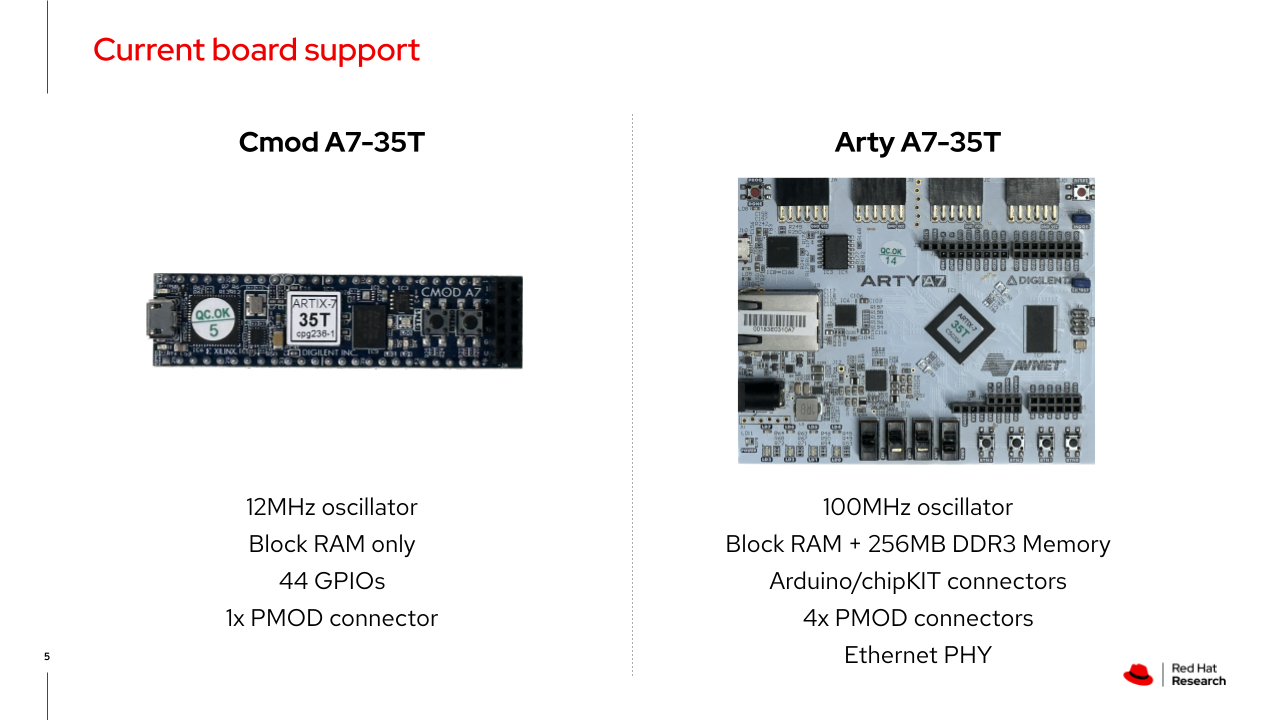 Current board support
Cmod A7-35T
QC.OK
5
ARTIX-7
35T
cpg236-1
CMOD A7
XILINX
DIGILENT INC.
12MHz oscillator
Block RAM only
44 GPIOs
1x PMOD connector
Arty A7-35T
QC.OK
14
ARTY A7
DIGILENT
ARTIX-7
35T
AVNET
100MHz oscillator
Block RAM + 256MB DDR3 Memory
Arduino/chipKIT connectors
4x PMOD connectors
Ethernet PHY
5
Red Hat
Research